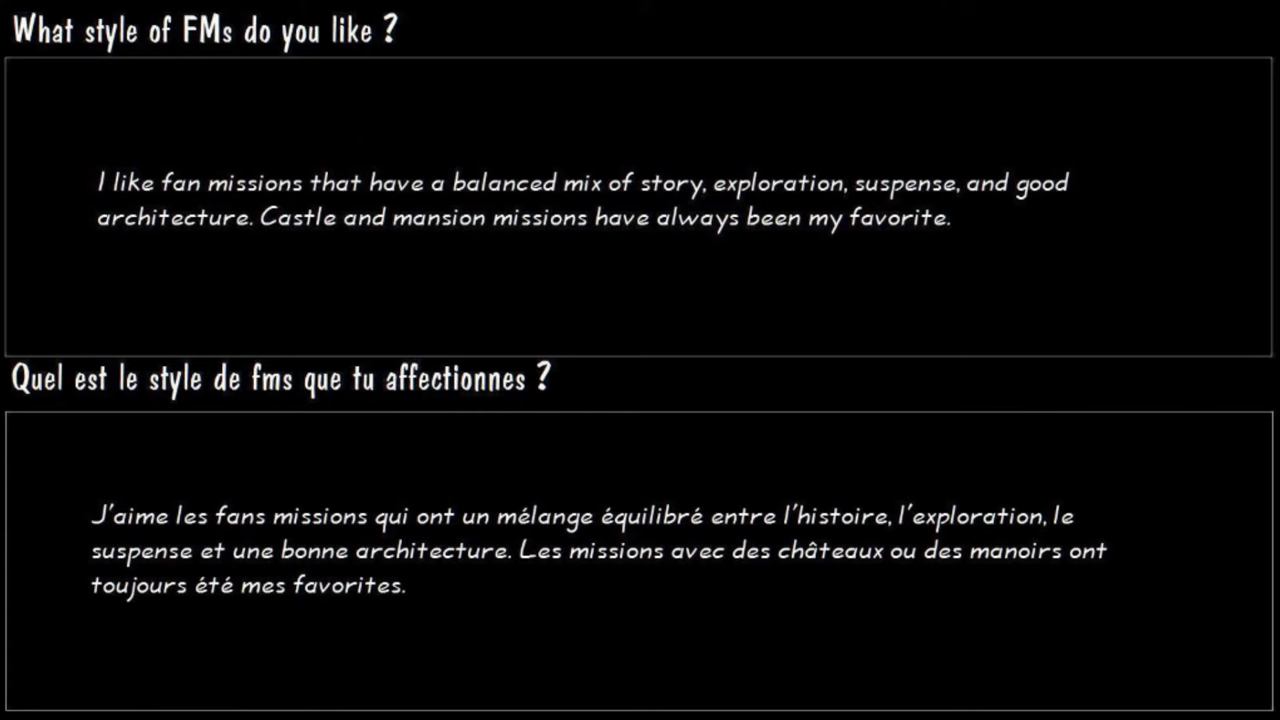 What style of FMs do you like ?
I like fan missions that have a balanced mix of story, exploration, suspense, and good
architecture. Castle and mansion missions have always been my favorite.
Quel est le style de fms que tu affectionnes ?
J'aime les fans missions qui ont un mélange équilibré entre l'histoire, l'exploration, le
suspense et une bonne architecture. Les missions avec des châteaux ou des manoirs ont
toujours été mes favorites.